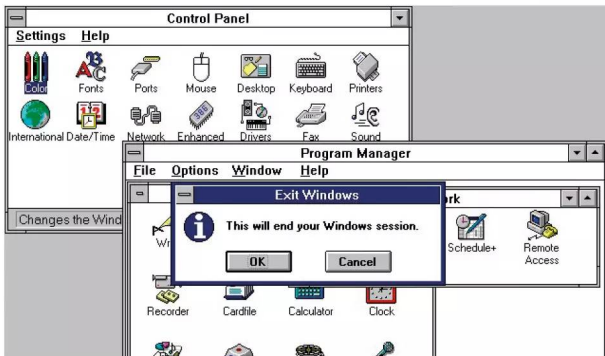 Control Panel
Settings Help
Color Fonts Ports Mouse Desktop Keyboard Printers
International Date/Time Network Enhanced Drivers Fax Sound
Program Manager
File Options Window Help
Changes the Wind
Exit Windows
rk
This will end your Windows session.
Wr
Schedule+ Remote Access
OK Cancel
Recorder Cardfile Calculator Clock